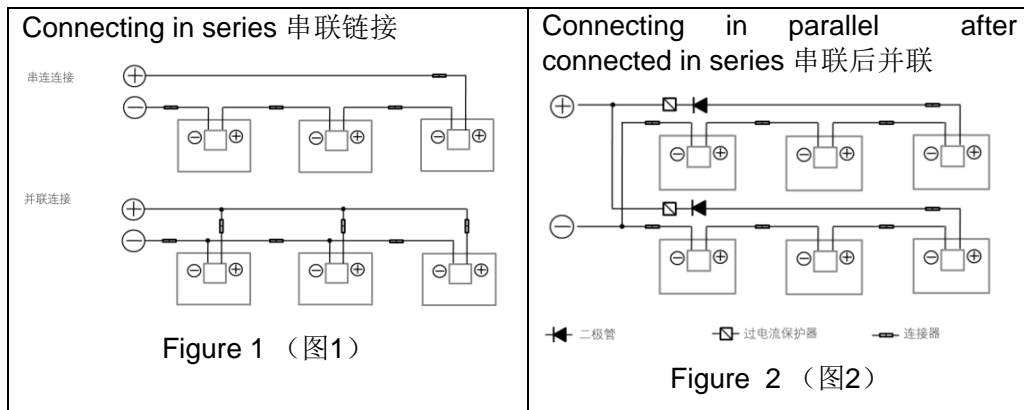 Connecting in series 串联链接
串连连接
并联连接
Figure 1 （图1）
Connecting in parallel after
connected in series 串联后并联
二极管
过电流保护器
连接器
Figure 2 （图2）